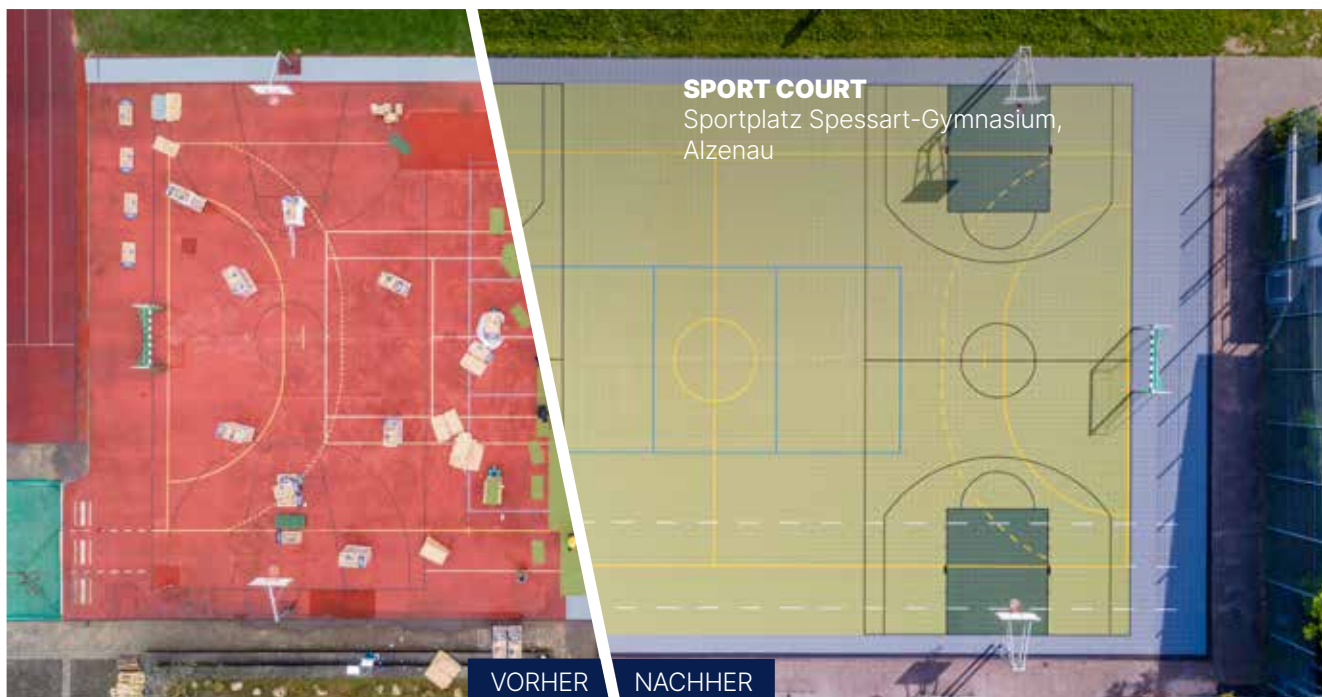 SPORT COURT
Sportplatz Spessart-Gymnasium,
Alzenau
VORHER
NACHHER